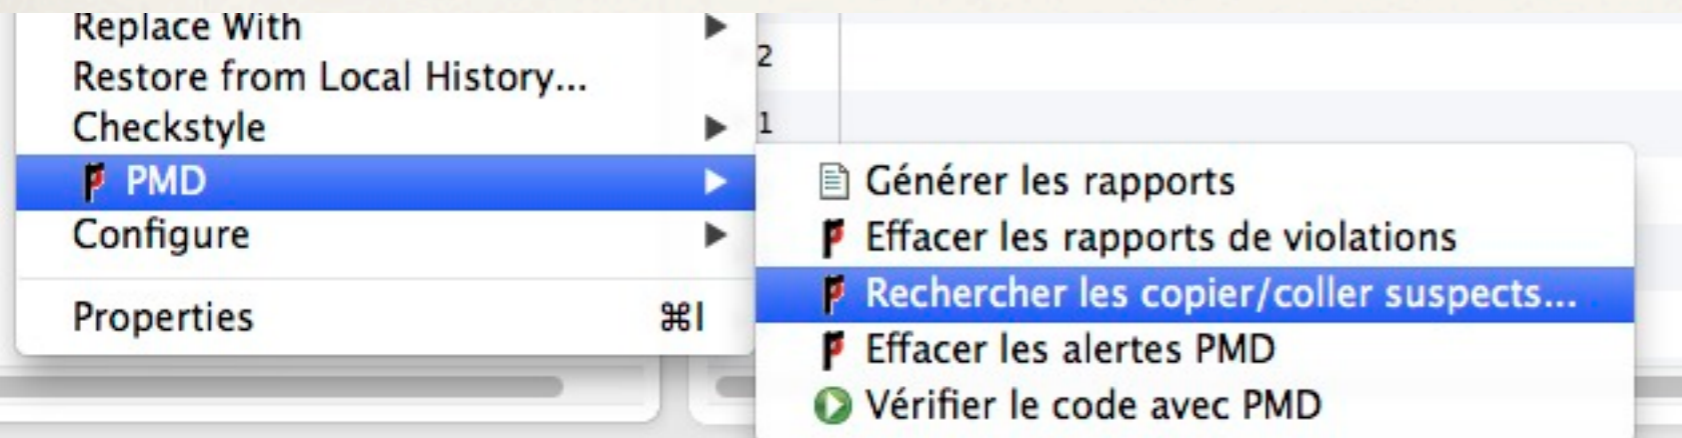 Replace With
2
Restore from Local History...
Checkstyle
1
PMD
Générer les rapports
Configure
Effacer les rapports de violations
Rechercher les copier/coller suspects...
Properties ⌘I
Effacer les alertes PMD
Vérifier le code avec PMD